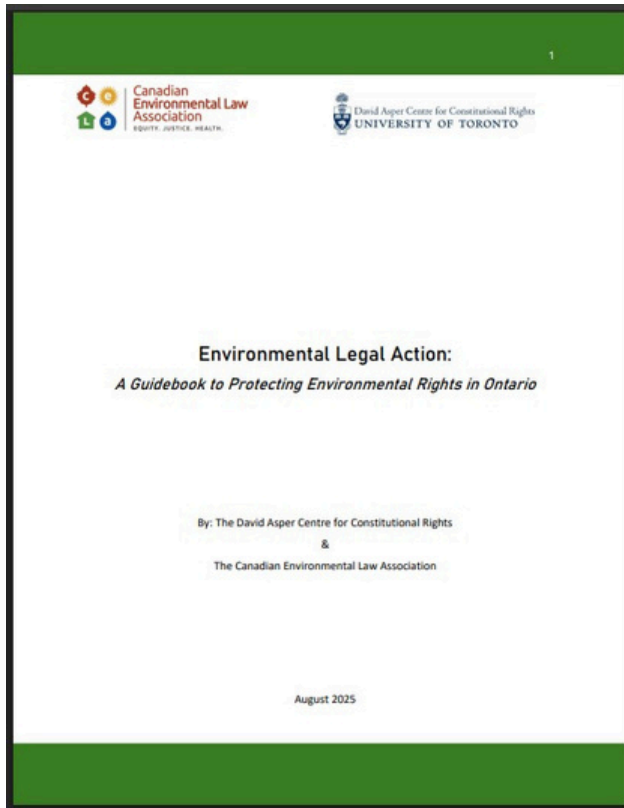 1
c e L a
Canadian
Environmental Law
Association
EQUITY. JUSTICE. HEALTH.
David Asper Centre for Constitutional Rights
UNIVERSITY OF TORONTO
Environmental Legal Action:
A Guidebook to Protecting Environmental Rights in Ontario
By: The David Asper Centre for Constitutional Rights
&
The Canadian Environmental Law Association
August 2025